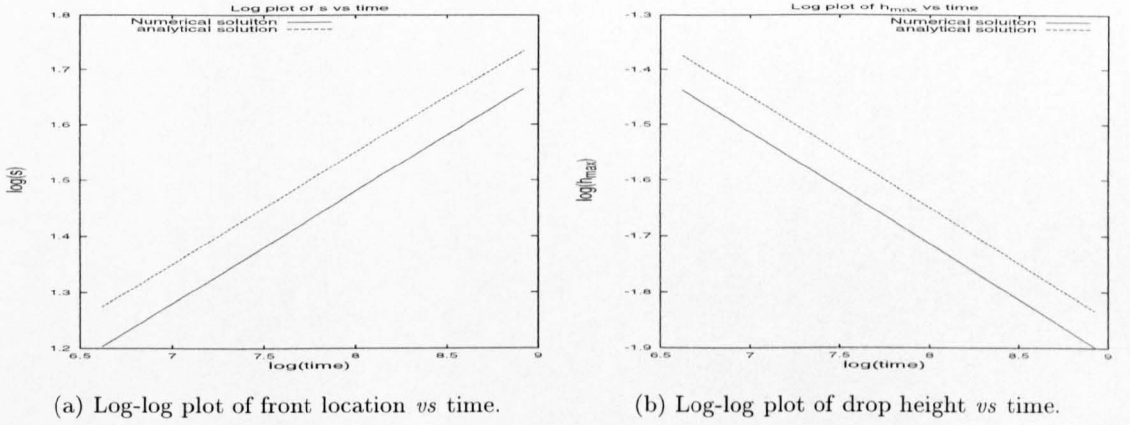 Log plot of s vs time
Numerical soluiton
analytical solution
1.8
1.7
1.6
1.5
1.4
1.3
1.2
log(s)
6.5 7 7.5 8 8.5 9
log(time)
(a) Log-log plot of front location vs time.
Log plot of hmax vs time
Numerical soluiton
analytical solution
-1.3
-1.4
-1.5
-1.6
-1.7
-1.8
-1.9
log(hmax)
6.5 7 7.5 8 8.5 9
log(time)
(b) Log-log plot of drop height vs time.